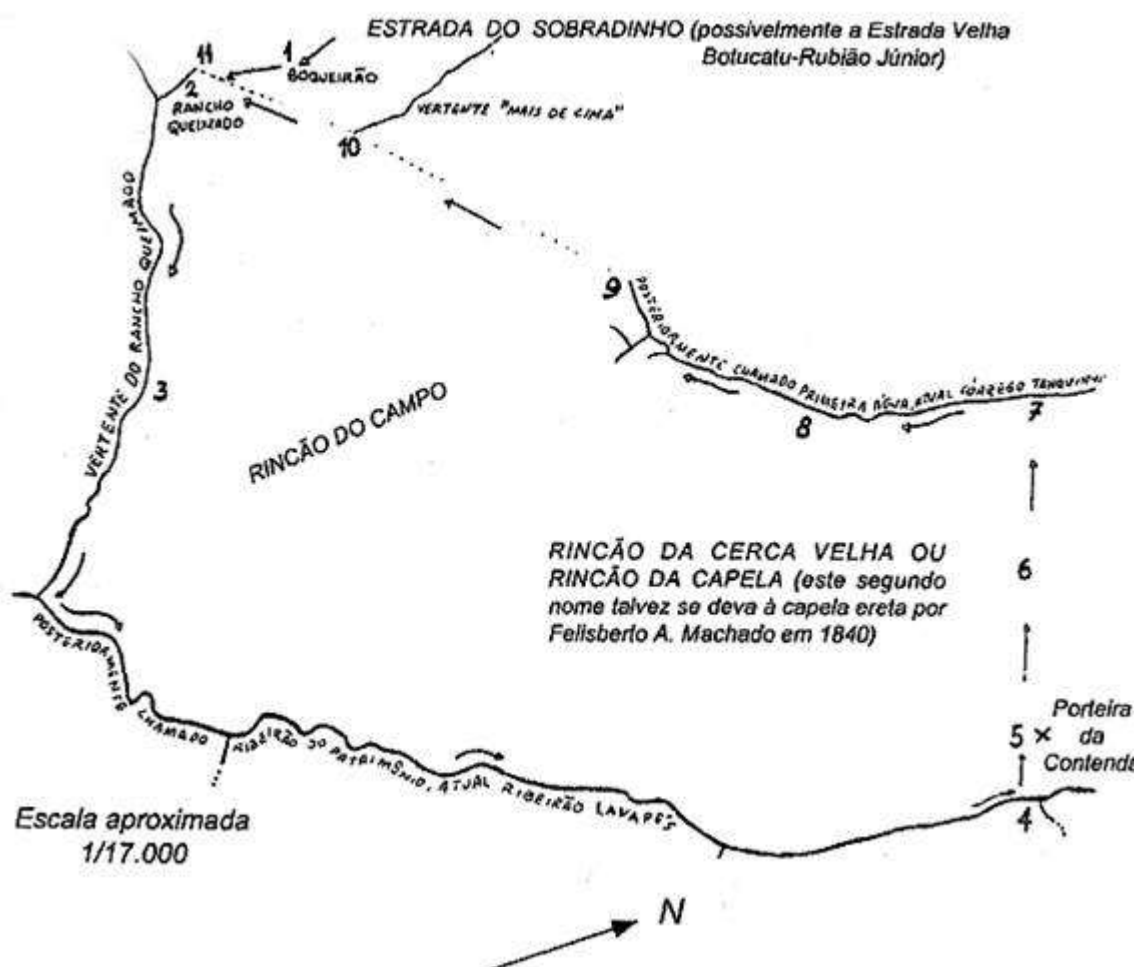 ESTRADA DO SOBRADINHO (possivelmente a Estrada Velha
Botucatu-Rubião Júnior)
11
1
BOQUEIRÃO
2
RANCHO
QUEIMADO
VERTENTE "MAIS DE CIMA"
10
VERTENTE DO RANCHO QUEIMADO
3
9
POSTERIORMENTE CHAMADO PRIMEIRA ÁGUA, ATUAL CÓRREGO TANQUINHO
8
7
RINCÃO DO CAMPO
RINCÃO DA CERCA VELHA OU
RINCÃO DA CAPELA (este segundo
nome talvez se deva à capela ereta por
Felisberto A. Machado em 1840)
6
5
Porteira
da
Contenda
4
POSTERIORMENTE CHAMADO RIBEIRÃO DO PATRIMÔNIO, ATUAL RIBEIRÃO LAVAPÉS
Escala aproximada
1/17.000
N